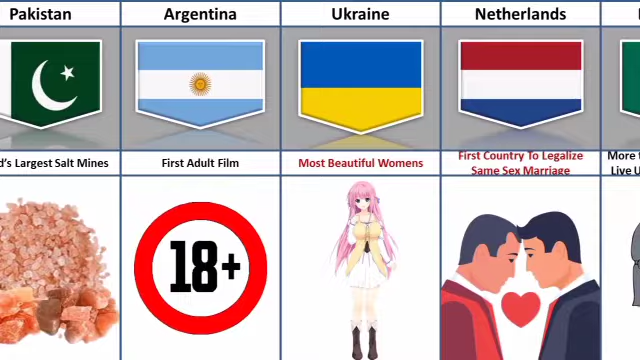 Pakistan
Argentina
Ukraine
Netherlands
Largest Salt Mines
First Adult Film
Most Beautiful Womens
First Country To Legalize
Same Sex Marriage
More
Live
18+